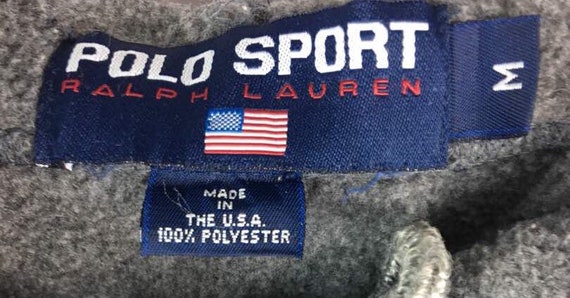 POLO SPORT
RALPH LAUREN
M
MADE
IN
THE U.S.A.
100% POLYESTER